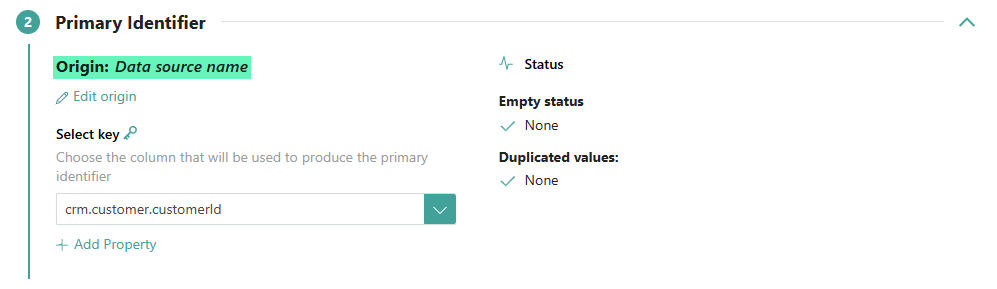 2 Primary Identifier
Origin: Data source name
Edit origin
Select key
Choose the column that will be used to produce the primary
identifier
crm.customer.customerId
Add Property
Status
Empty status
None
Duplicated values:
None